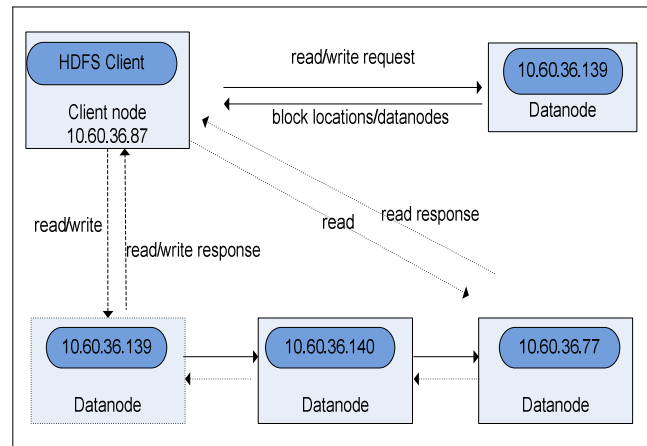 HDFS Client
Client node
10.60.36.87
read/write request
block locations/datanodes
10.60.36.139
Datanode
read/write
read/write response
read
read response
10.60.36.139
Datanode
10.60.36.140
Datanode
10.60.36.77
Datanode